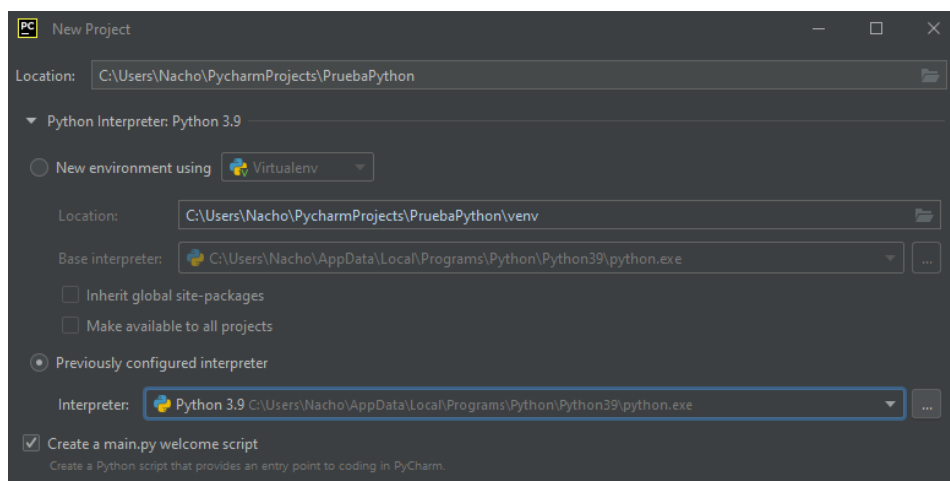 PC New Project
Location: C:\Users\Nacho\PycharmProjects\PruebaPython
Python Interpreter: Python 3.9
New environment using Virtualenv
Location: C:\Users\Nacho\PycharmProjects\PruebaPython\venv
Base interpreter: C:\Users\Nacho\AppData\Local\Programs\Python\Python39\python.exe ...
Inherit global site-packages
Make available to all projects
Previously configured interpreter
Interpreter: Python 3.9 C:\Users\Nacho\AppData\Local\Programs\Python\Python39\python.exe ...
Create a main.py welcome script
Create a Python script that provides an entry point to coding in PyCharm.